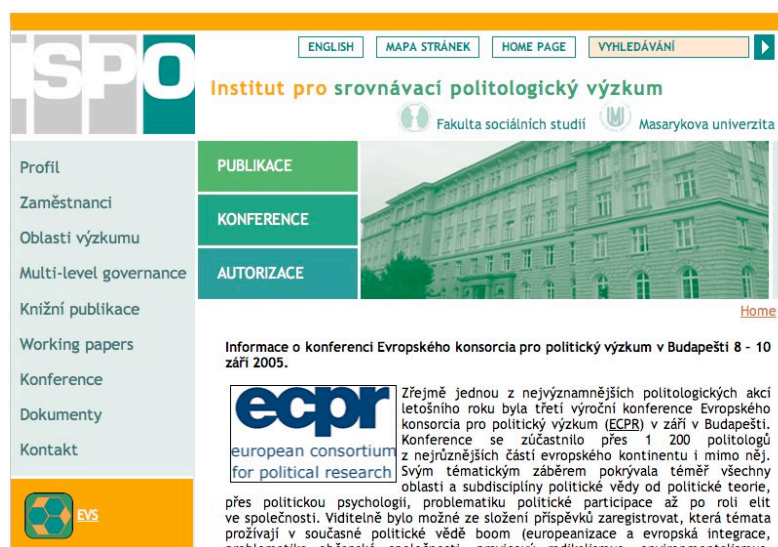 ISPO
ENGLISH
MAPA STRÁNEK
HOME PAGE
VYHLEDÁVÁNÍ
Institut pro srovnávací politologický výzkum
Fakulta sociálních studií
Masarykova univerzita
Profil
Zaměstnanci
Oblasti výzkumu
Multi-level governance
Knižní publikace
Working papers
Konference
Dokumenty
Kontakt
EVS
PUBLIKACE
KONFERENCE
AUTORIZACE
Home
Informace o konferenci Evropského konsorcia pro politický výzkum v Budapešti 8 - 10
září 2005.
ecpr
european consortium
for political research
Zřejmě jednou z nejvýznamnějších politologických akcí
letošního roku byla třetí výroční konference Evropského
konsorcia pro politický výzkum (ECPR) v září v Budapešti.
Konference se zúčastnilo přes 1 200 politologů
z nejrůznějších částí evropského kontinentu i mimo něj.
Svým tématickým záběrem pokrývala téměř všechny
oblasti a subdisciplíny politické vědy od politické teorie,
přes politickou psychologii, problematiku politické participace až po roli elit
ve společnosti. Viditelně bylo možné ze složení příspěvků zaregistrovat, která témata
prožívají v současné politické vědě boom (europeanizace a evropská integrace,